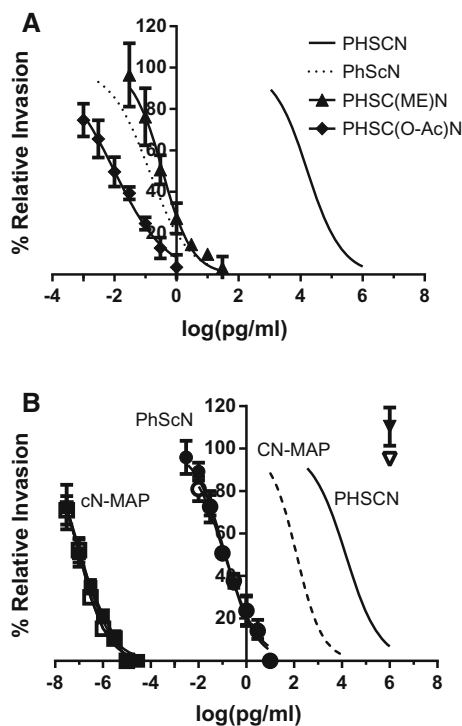 A
% Relative Invasion
120
100
80
60
40
20
PHSCN
PhScN
PHSC(ME)N
PHSC(O-Ac)N
-4 -2 0 2 4 6 8
log(pg/ml)
B
% Relative Invasion
120
100
80
60
40
20
PhScN
cN-MAP
CN-MAP
PHSCN
-8 -6 -4 -2 0 2 4 6 8
log(pg/ml)